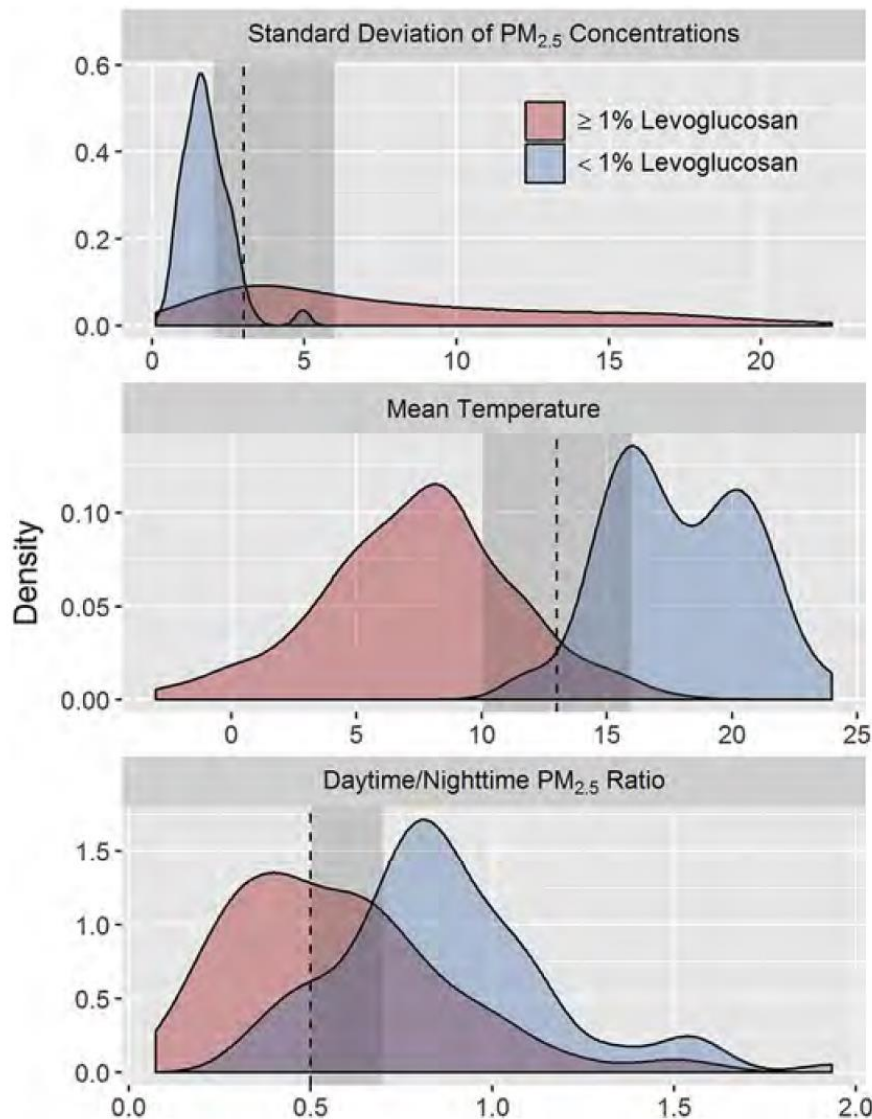 Standard Deviation of PM2.5 Concentrations
0.6
0.4
0.2
0.0
≥ 1% Levoglucosan
< 1% Levoglucosan
0 5 10 15 20
Mean Temperature
0.10
0.05
0.00
0 5 10 15 20 25
Density
Daytime/Nighttime PM2.5 Ratio
1.5
1.0
0.5
0.0
0.0 0.5 1.0 1.5 2.0